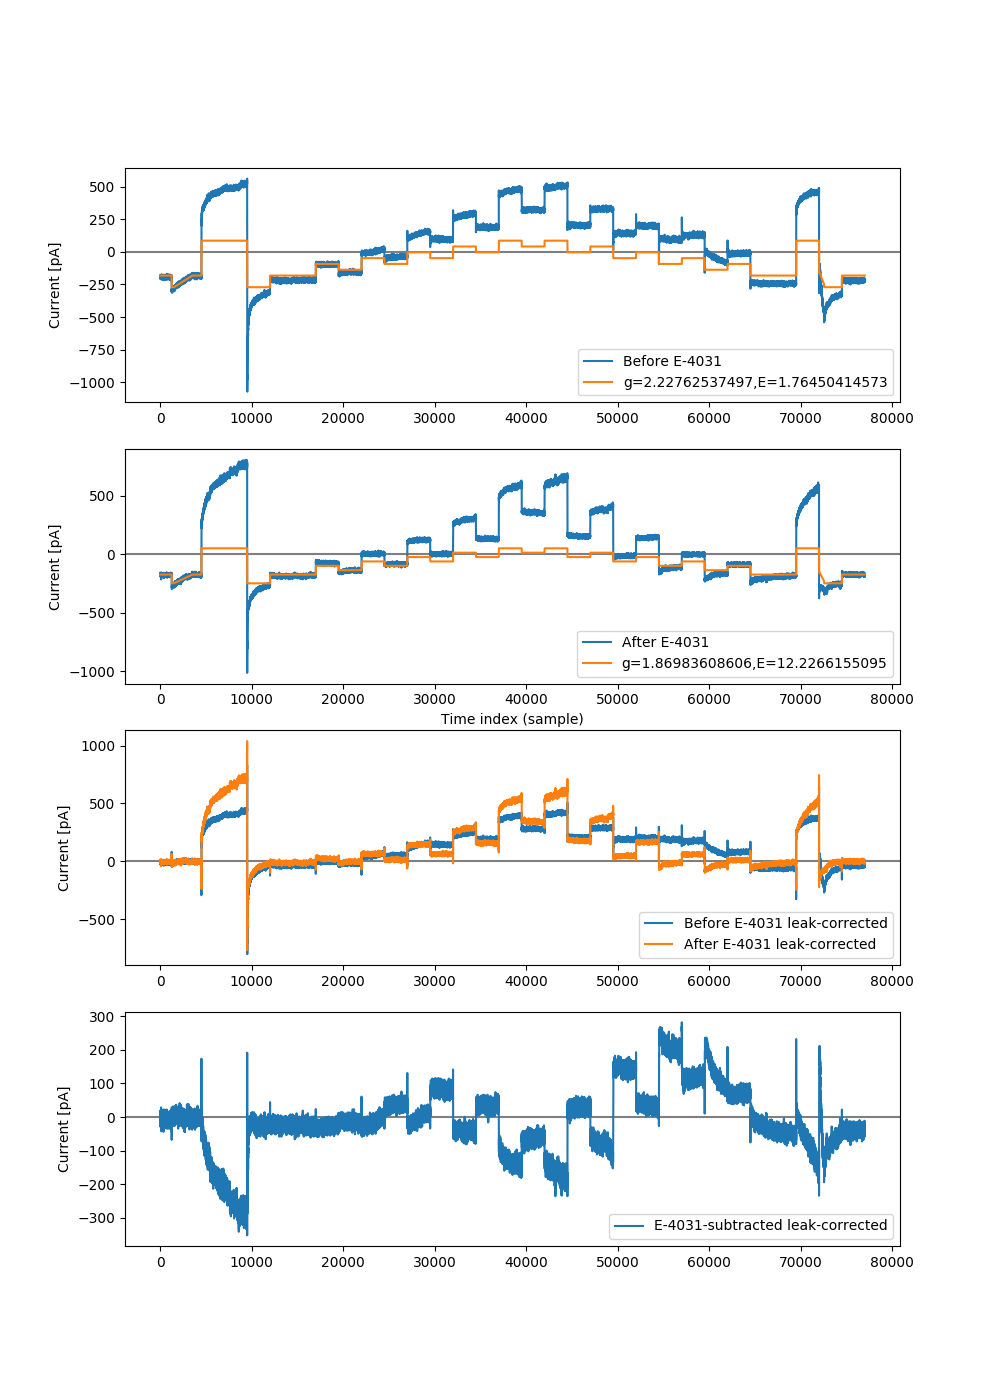 500
250
0
−250
−500
−750
−1000
Current [pA]
Before E-4031
g=2.22762537497,E=1.76450414573
0 10000 20000 30000 40000 50000 60000 70000 80000
500
0
−500
−1000
Current [pA]
After E-4031
g=1.86983608606,E=12.2266155095
0 10000 20000 30000 40000 50000 60000 70000 80000
Time index (sample)
1000
500
0
−500
Current [pA]
Before E-4031 leak-corrected
After E-4031 leak-corrected
0 10000 20000 30000 40000 50000 60000 70000 80000
300
200
100
0
−100
−200
−300
Current [pA]
E-4031-subtracted leak-corrected
0 10000 20000 30000 40000 50000 60000 70000 80000